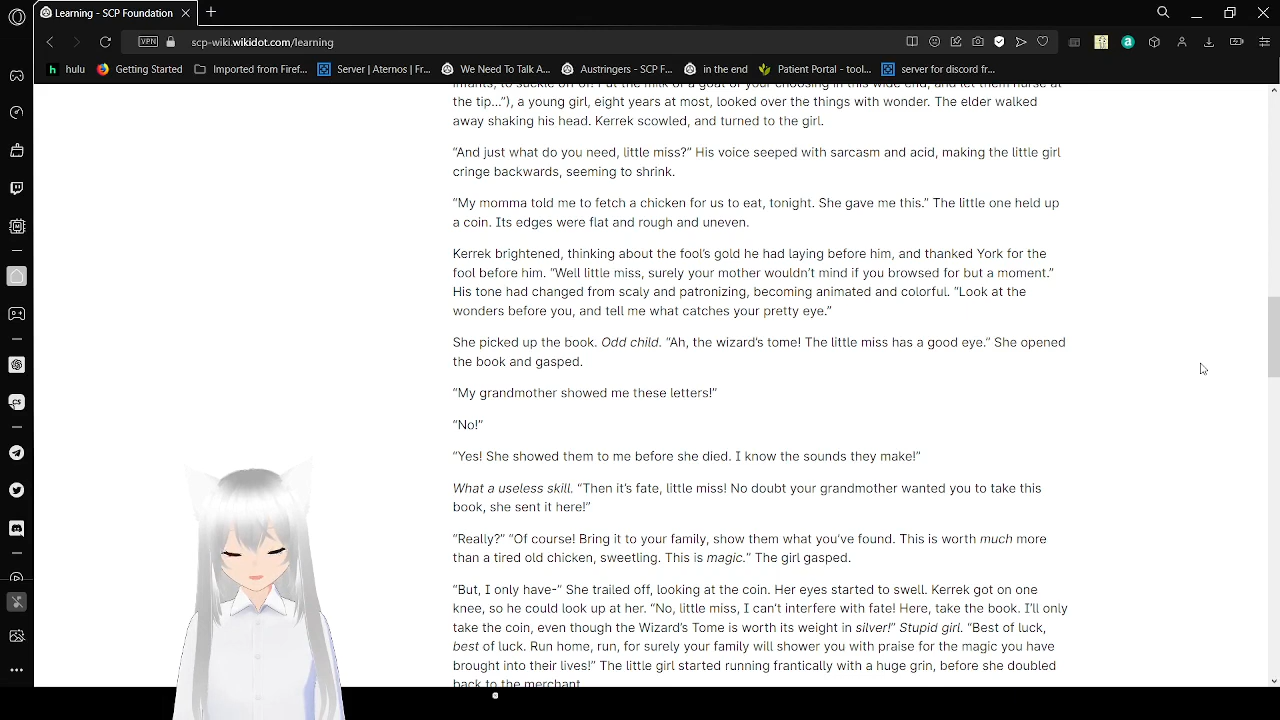 Learning - SCP Foundation
VPN
scp-wiki.wikidot.com/learning
hulu
Getting Started
Imported from Firef...
Server | Aternos | Fr...
We Need To Talk A...
Austringers - SCP F...
in the end
Patient Portal - tool...
server for discord fr...
infants, to suckle off of! Put the milk of a goat of your choosing in this wide end, and let them nurse at
the tip…”), a young girl, eight years at most, looked over the things with wonder. The elder walked
away shaking his head. Kerrek scowled, and turned to the girl.
“And just what do you need, little miss?” His voice seeped with sarcasm and acid, making the little girl
cringe backwards, seeming to shrink.
“My momma told me to fetch a chicken for us to eat, tonight. She gave me this.” The little one held up
a coin. Its edges were flat and rough and uneven.
Kerrek brightened, thinking about the fool’s gold he had laying before him, and thanked York for the
fool before him. “Well little miss, surely your mother wouldn’t mind if you browsed for but a moment.”
His tone had changed from scaly and patronizing, becoming animated and colorful. “Look at the
wonders before you, and tell me what catches your pretty eye.”
She picked up the book. Odd child. “Ah, the wizard’s tome! The little miss has a good eye.” She opened
the book and gasped.
“My grandmother showed me these letters!”
“No!”
“Yes! She showed them to me before she died. I know the sounds they make!”
What a useless skill. “Then it’s fate, little miss! No doubt your grandmother wanted you to take this
book, she sent it here!”
“Really?” “Of course! Bring it to your family, show them what you’ve found. This is worth much more
than a tired old chicken, sweetling. This is magic.” The girl gasped.
“But, I only have-” She trailed off, looking at the coin. Her eyes started to swell. Kerrek got on one
knee, so he could look up at her. “No, little miss, I can’t interfere with fate! Here, take the book. I’ll only
take the coin, even though the Wizard’s Tome is worth its weight in silver!” Stupid girl. “Best of luck,
best of luck. Run home, run, for surely your family will shower you with praise for the magic you have
brought into their lives!” The little girl started running frantically with a huge grin, before she doubled
back to the merchant.